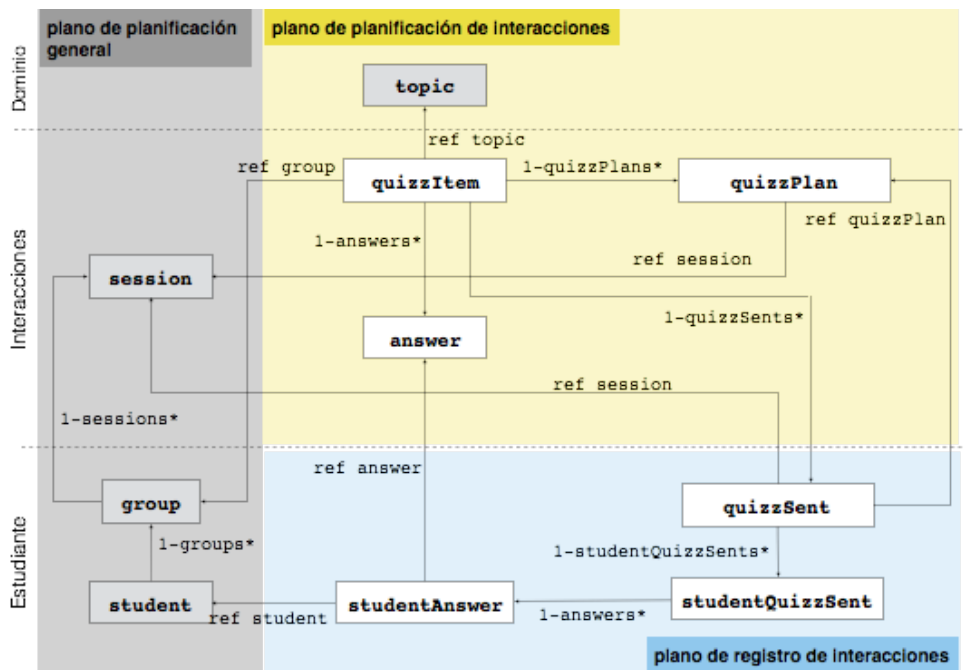 plano de planificación
general
plano de planificación de interacciones
Dominio
topic
ref topic
ref group
quizzItem
1-quizzPlans*
quizzPlan
ref quizzPlan
1-answers*
ref session
Interacciones
session
1-quizzSents*
answer
ref session
1-sessions*
ref answer
group
quizzSent
1-groups*
1-studentQuizzSents*
Estudiante
student
ref student
studentAnswer
1-answers*
studentQuizzSent
plano de registro de interacciones